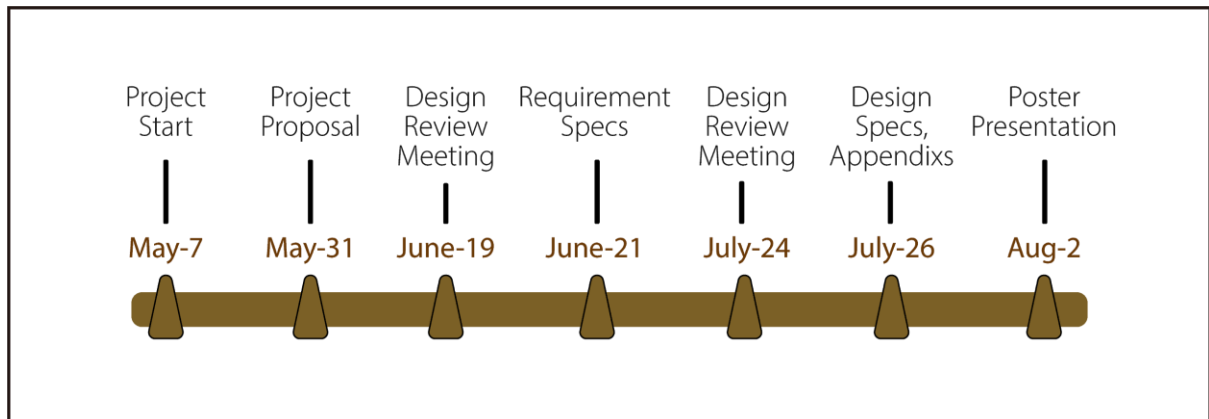 Project
Start
Project
Proposal
Design
Review
Meeting
Requirement
Specs
Design
Review
Meeting
Design
Specs,
Appendixs
Poster
Presentation
May-7
May-31
June-19
June-21
July-24
July-26
Aug-2